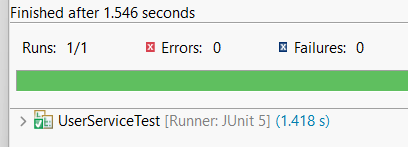 Finished after 1.546 seconds
Runs: 1/1 Errors: 0 Failures: 0
UserServiceTest [Runner: JUnit 5] (1.418 s)